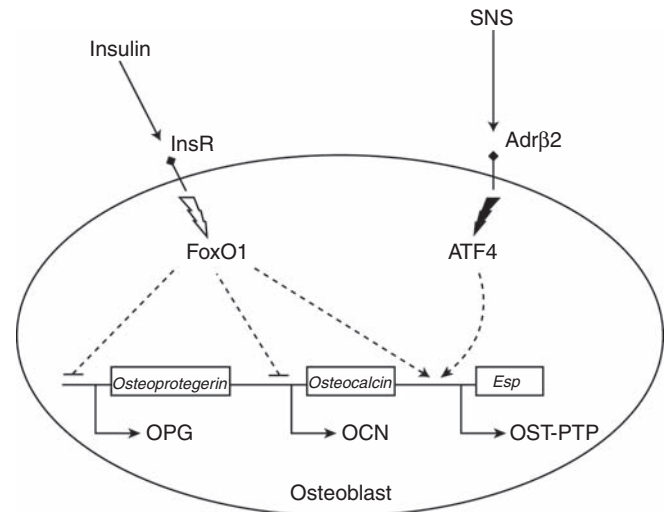 SNS
Insulin
InsR
Adrβ2
FoxO1
ATF4
Osteoprotegerin
Osteocalcin
Esp
OPG
OCN
OST-PTP
Osteoblast